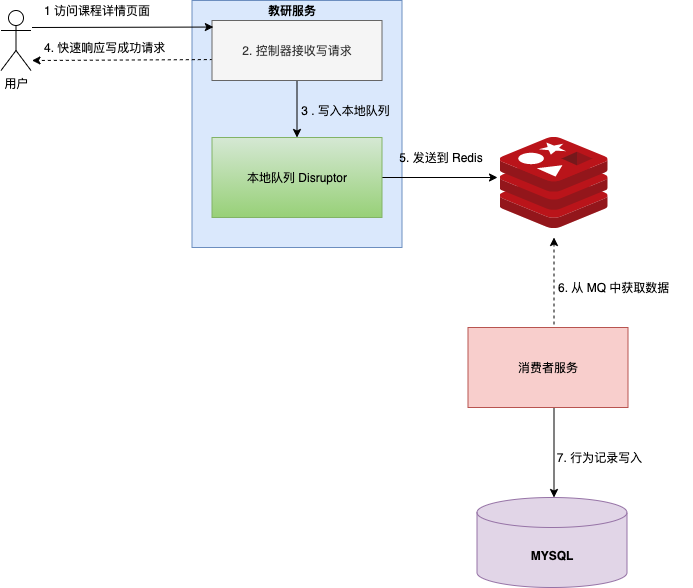 1 访问课程详情页面
教研服务
4. 快速响应写成功请求
2. 控制器接收写请求
用户
3 . 写入本地队列
5. 发送到 Redis
本地队列 Disruptor
6. 从 MQ 中获取数据
消费者服务
7. 行为记录写入
MYSQL